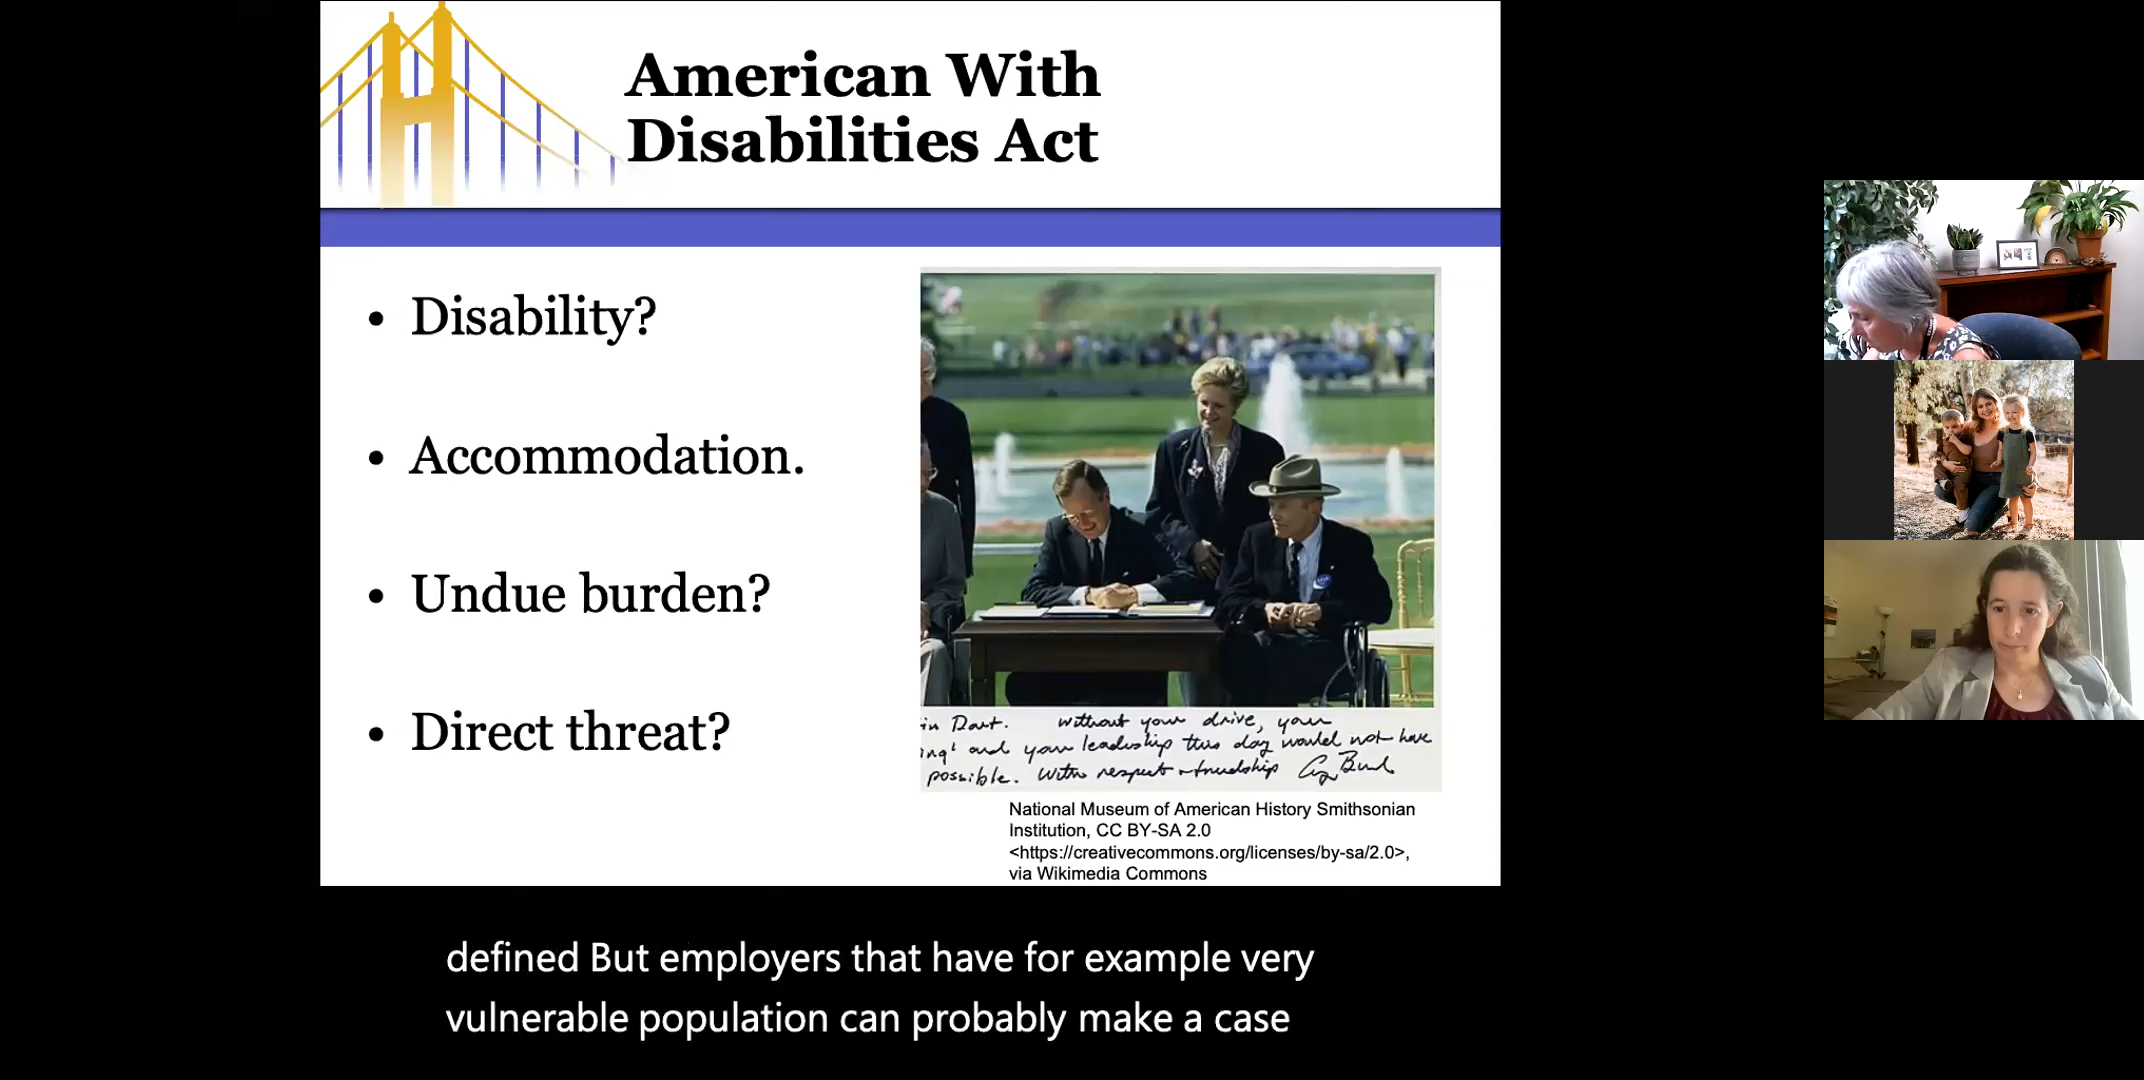 American With
Disabilities Act
• Disability?
• Accommodation.
• Undue burden?
• Direct threat?
in Dart. Without your drive, your
ing' and your leadership this day would not have
possible. With respect & friendship
National Museum of American History Smithsonian
Institution, CC BY-SA 2.0
<https://creativecommons.org/licenses/by-sa/2.0>,
via Wikimedia Commons
defined But employers that have for example very
vulnerable population can probably make a case